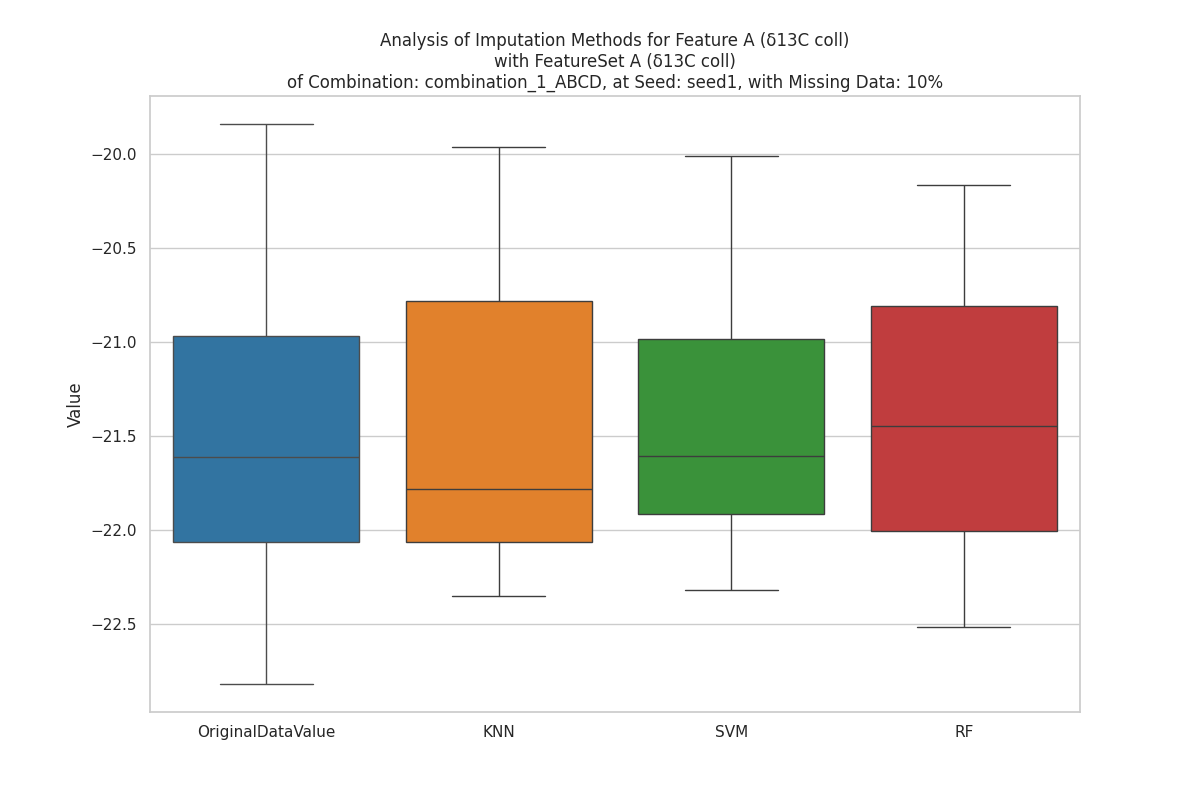 Analysis of Imputation Methods for Feature A (δ13C coll)
with FeatureSet A (δ13C coll)
of Combination: combination_1_ABCD, at Seed: seed1, with Missing Data: 10%
Value
−20.0
−20.5
−21.0
−21.5
−22.0
−22.5
OriginalDataValue KNN SVM RF